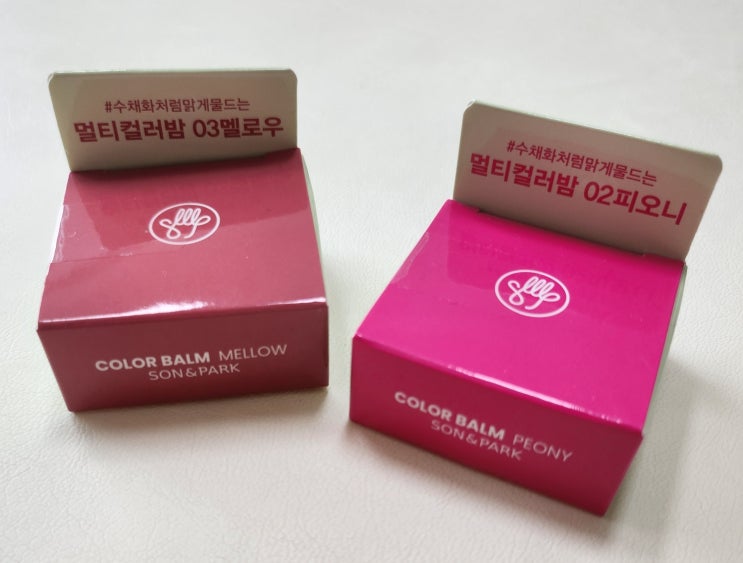 #수채화처럼맑게물드는
멀티컬러밤 03멜로우
COLOR BALM MELLOW
SON&PARK
#수채화처럼맑게물드는
멀티컬러밤 02피오니
COLOR BALM PEONY
SON&PARK